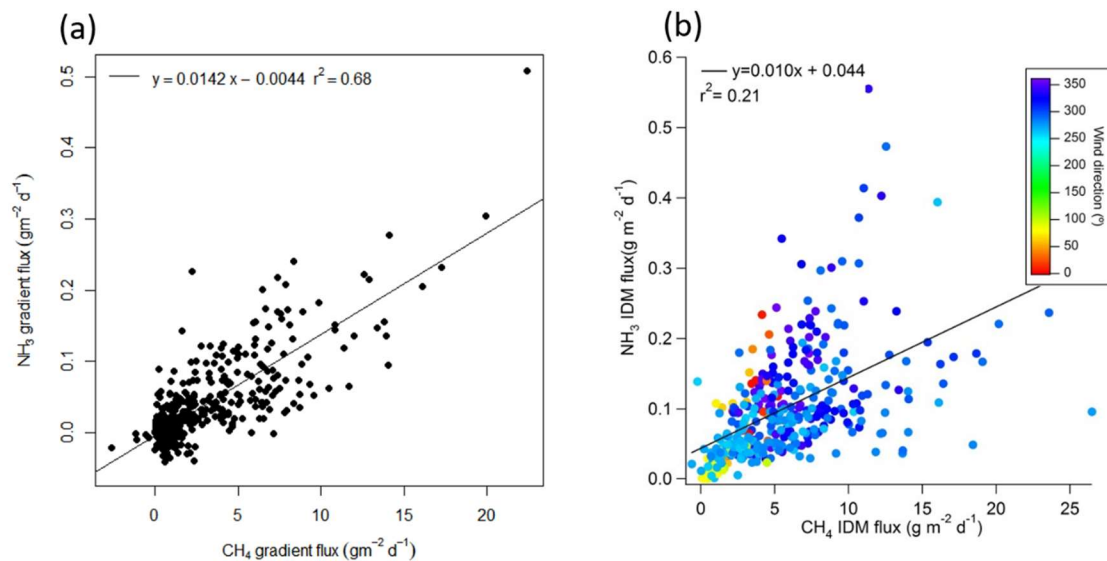 (a)
y = 0.0142 x − 0.0044 r² = 0.68
0.5
0.4
0.3
0.2
0.1
0.0
NH₃ gradient flux (gm⁻² d⁻¹)
0 5 10 15 20
CH₄ gradient flux (gm⁻² d⁻¹)
(b)
y=0.010x + 0.044
r²= 0.21
0.6
0.5
0.4
0.3
0.2
0.1
0.0
NH₃ IDM flux(g m⁻² d⁻¹)
0 5 10 15 20 25
CH₄ IDM flux (g m⁻² d⁻¹)
350
300
250
200
150
100
50
0
Wind direction (º)